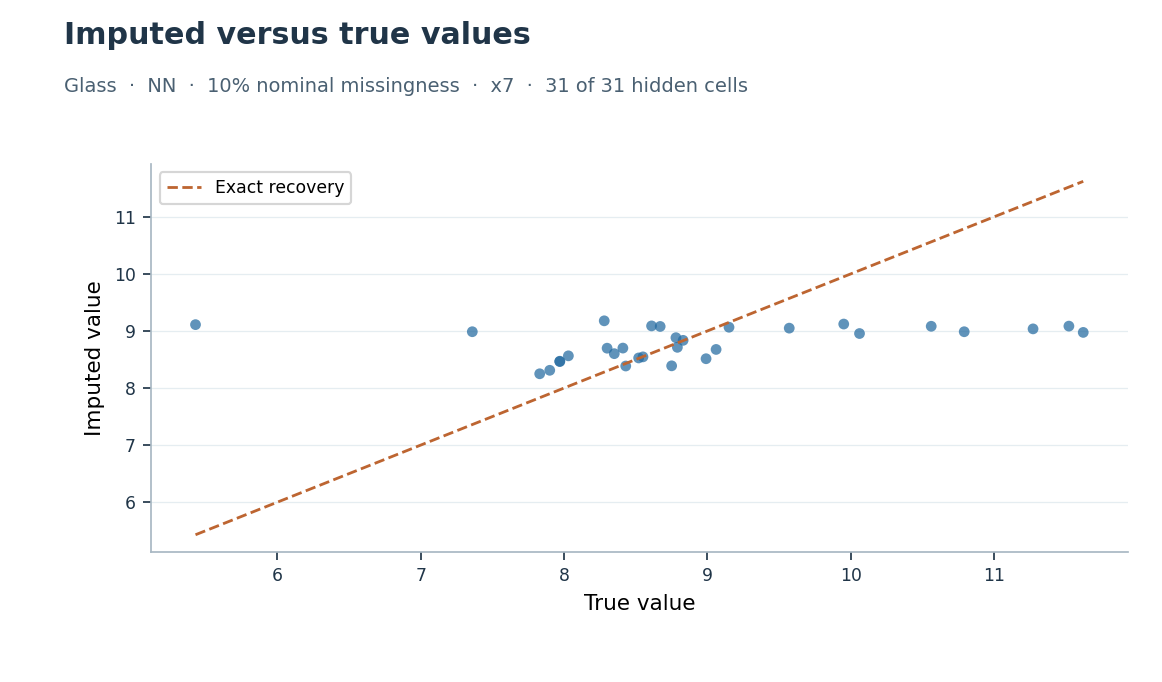 Imputed versus true values
Glass · NN · 10% nominal missingness · x7 · 31 of 31 hidden cells
Exact recovery
11
10
9
8
7
6
Imputed value
6 7 8 9 10 11
True value